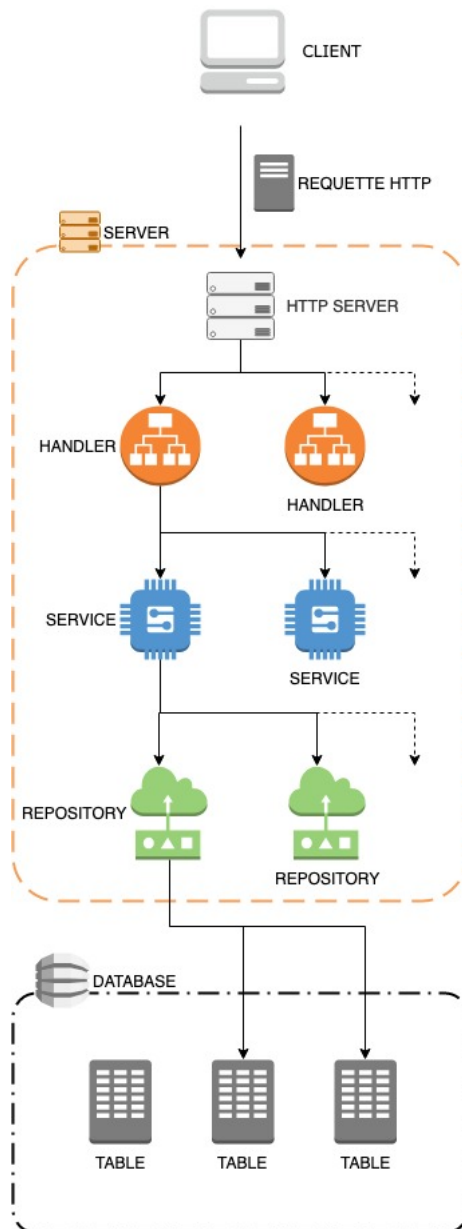 CLIENT
REQUETTE HTTP
SERVER
HTTP SERVER
HANDLER
HANDLER
SERVICE
SERVICE
REPOSITORY
REPOSITORY
DATABASE
TABLE
TABLE
TABLE